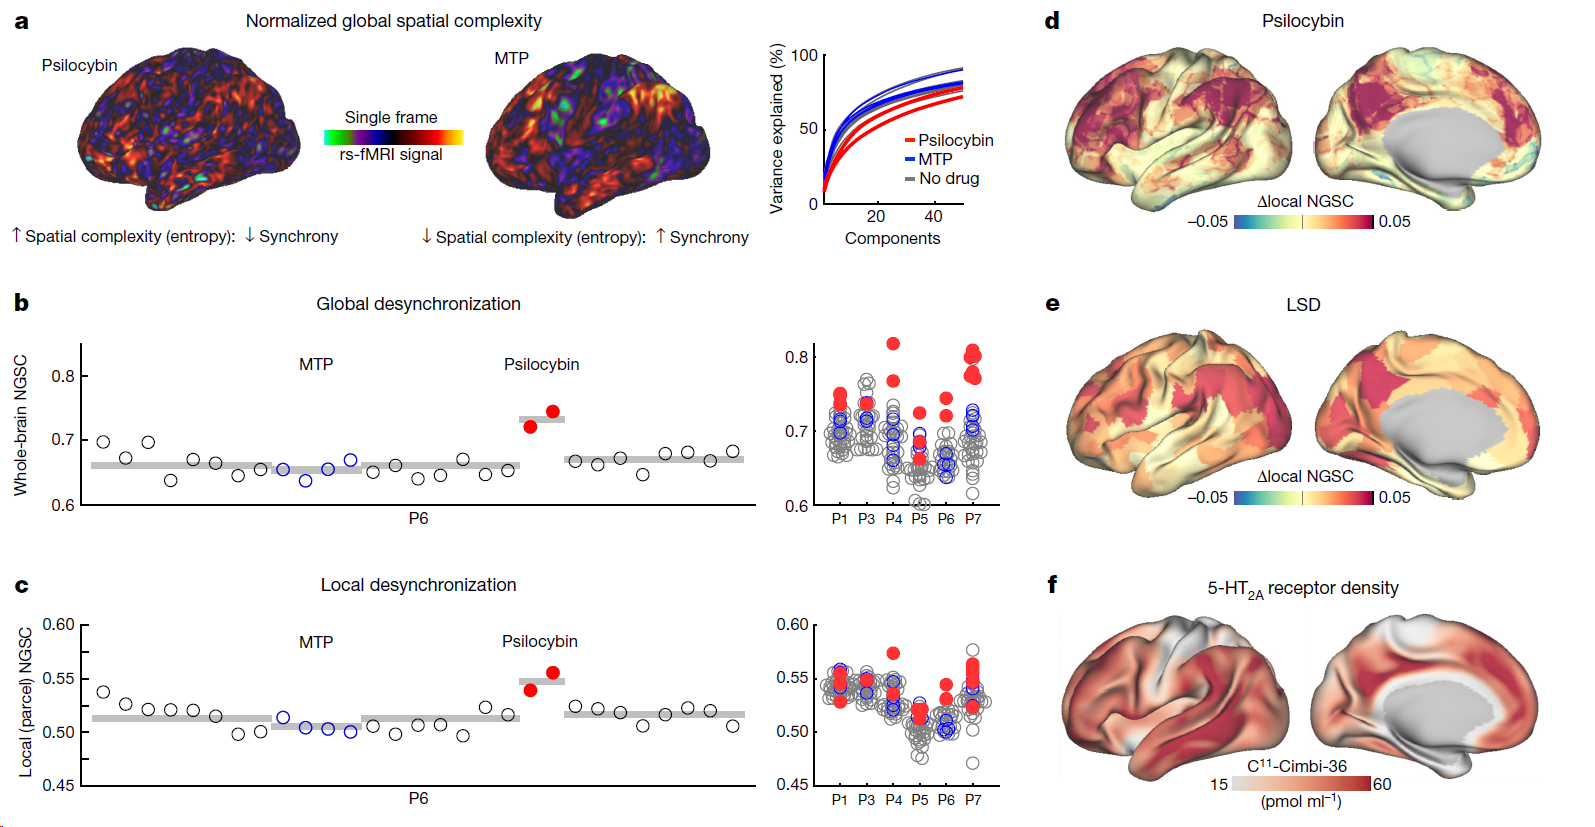 a
Normalized global spatial complexity
Psilocybin
MTP
Single frame
rs-fMRI signal
↑ Spatial complexity (entropy): ↓ Synchrony
↓ Spatial complexity (entropy): ↑ Synchrony
Variance explained (%)
100
50
0
20 40
Components
Psilocybin
MTP
No drug
b
Global desynchronization
Whole-brain NGSC
0.8
0.7
0.6
MTP
Psilocybin
P6
0.8
0.7
0.6
P1 P3 P4 P5 P6 P7
c
Local desynchronization
Local (parcel) NGSC
0.60
0.55
0.50
0.45
MTP
Psilocybin
P6
0.60
0.55
0.50
0.45
P1 P3 P4 P5 P6 P7
d
Psilocybin
Δlocal NGSC
–0.05 0.05
e
LSD
Δlocal NGSC
–0.05 0.05
f
5-HT2A receptor density
C11-Cimbi-36
15 60
(pmol ml–1)